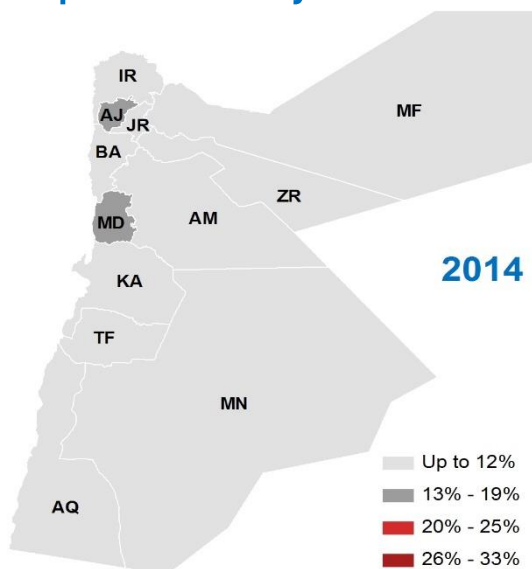 IR
AJ
JR
MF
BA
ZR
MD
AM
2014
KA
TF
MN
AQ
Up to 12%
13% - 19%
20% - 25%
26% - 33%